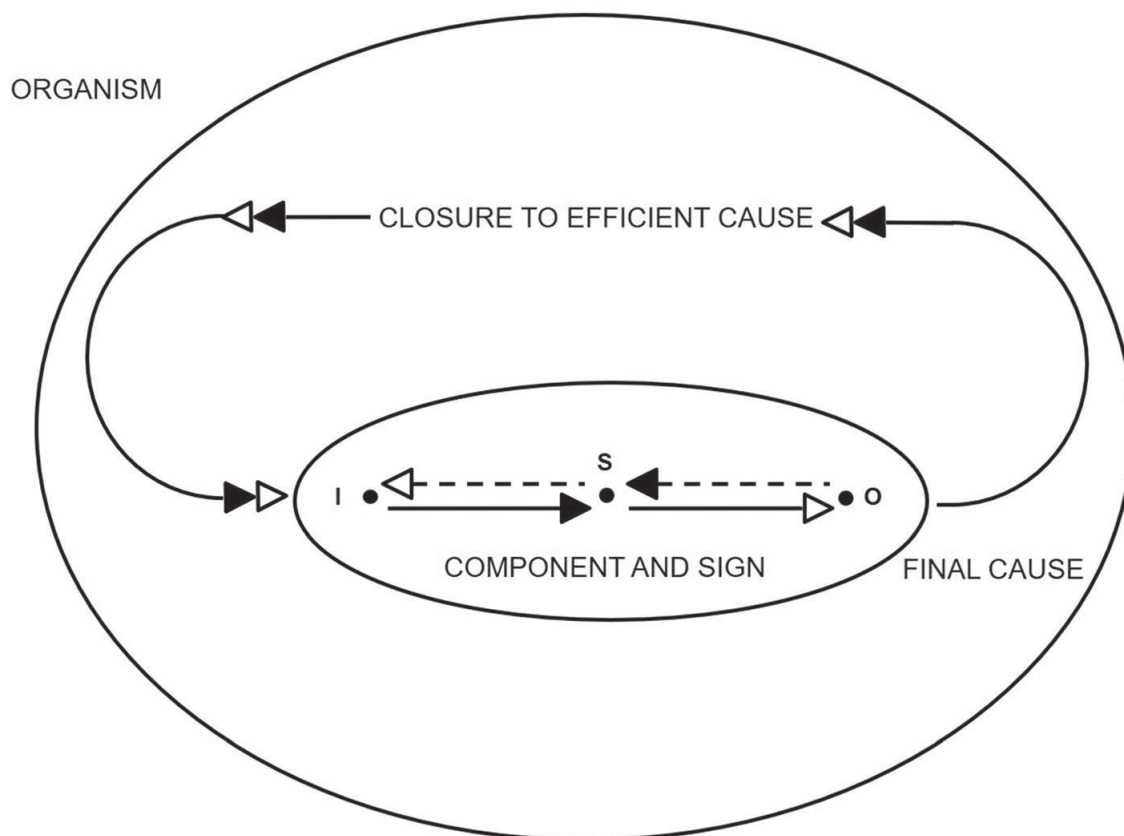 ORGANISM
CLOSURE TO EFFICIENT CAUSE
S
I
O
COMPONENT AND SIGN
FINAL CAUSE